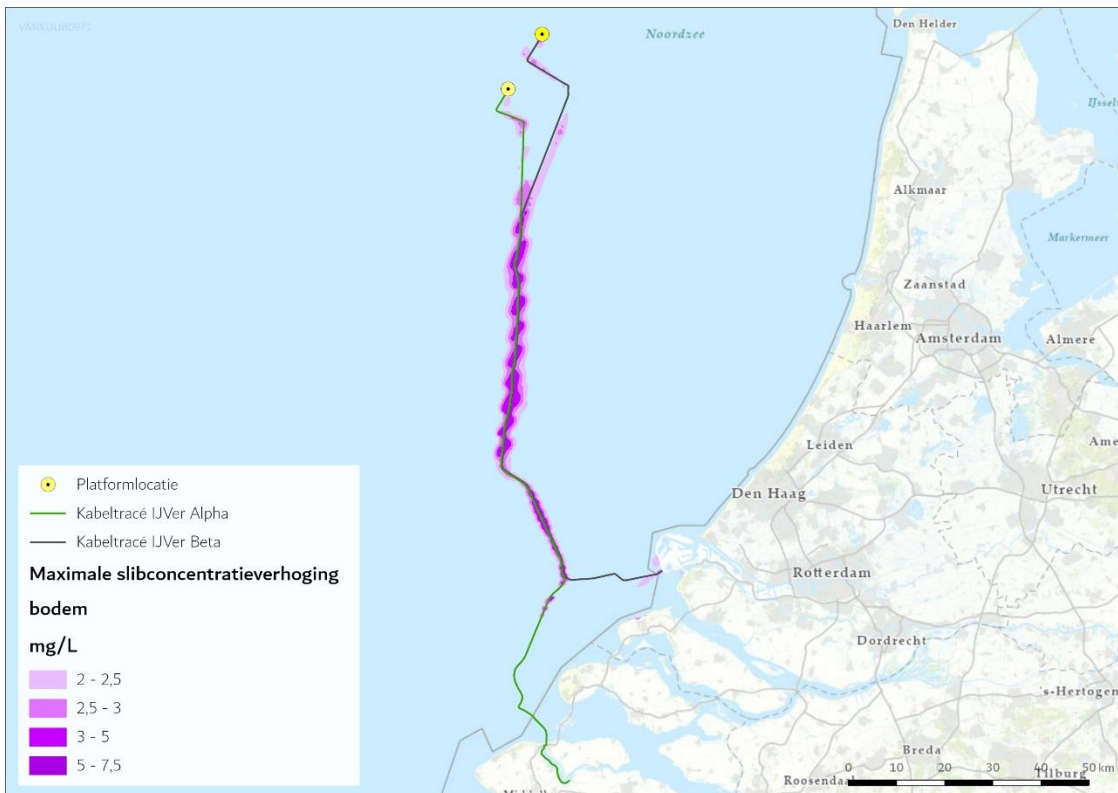 VANKULIB0971
Noordzee
Den Helder
IJssel
Alkmaar
Markermeer
Zaanstad
Haarlem
Amsterdam
Almere
Leiden
Den Haag
Utrecht
Rotterdam
Dordrecht
's-Hertogen
Breda
Roosendaal
Tilburg
Platformlocatie
Kabeltracé IJVer Alpha
Kabeltracé IJVer Beta
Maximale slibconcentratieverhoging
bodem
mg/L
2 - 2,5
2,5 - 3
3 - 5
5 - 7,5
0 10 20 30 40 50 km